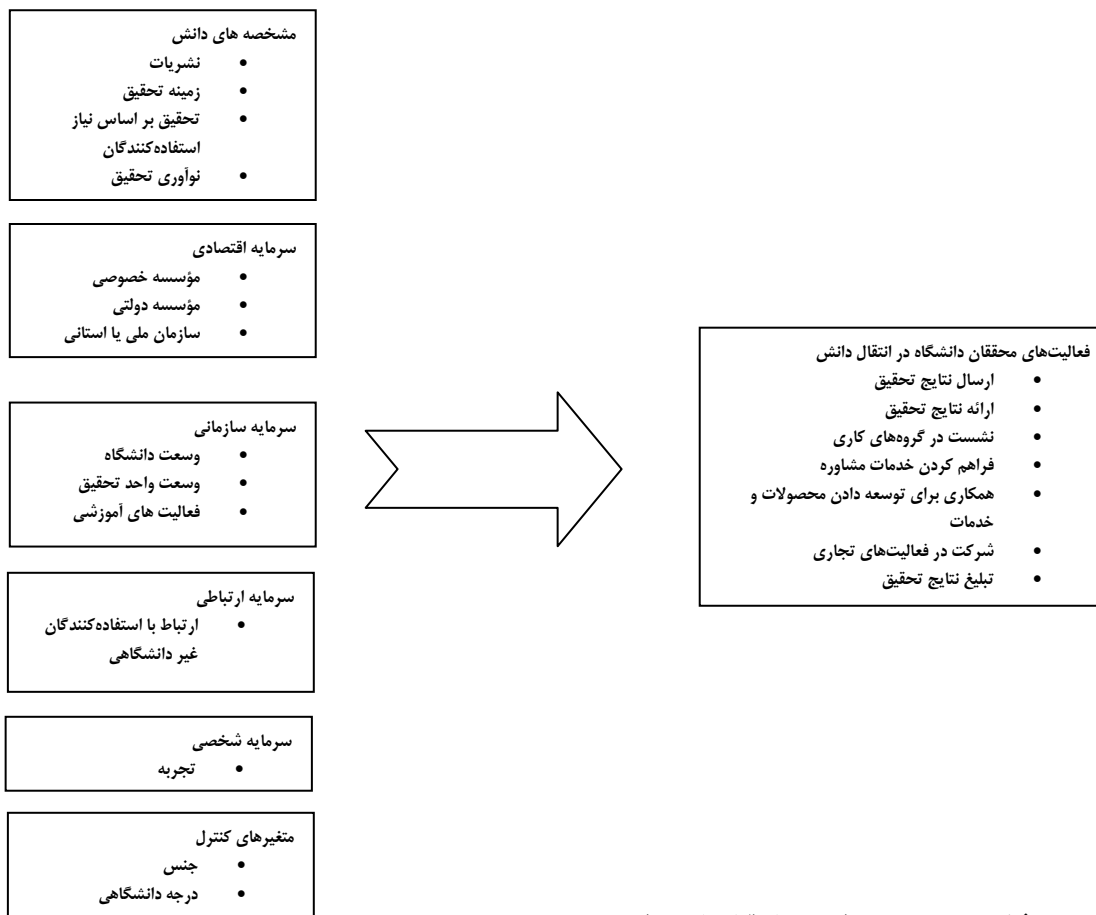 مشخصه های دانش
• نشریات
• زمینه تحقیق
• تحقیق بر اساس نیاز
استفاده‌کنندگان
• نوآوری تحقیق
سرمایه اقتصادی
• مؤسسه خصوصی
• مؤسسه دولتی
• سازمان ملی یا استانی
سرمایه سازمانی
• وسعت دانشگاه
• وسعت واحد تحقیق
• فعالیت های آموزشی
سرمایه ارتباطی
• ارتباط با استفاده‌کنندگان
غیر دانشگاهی
سرمایه شخصی
• تجربه
متغیرهای کنترل
• جنس
• درجه دانشگاهی
فعالیت‌های محققان دانشگاه در انتقال دانش
• ارسال نتایج تحقیق
• ارائه نتایج تحقیق
• نشست در گروه‌های کاری
• فراهم کردن خدمات مشاوره
• همکاری برای توسعه دادن محصولات و
خدمات
• شرکت در فعالیت‌های تجاری
• تبلیغ نتایج تحقیق